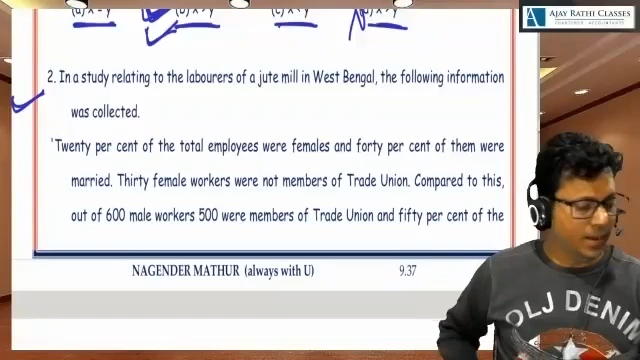 AJAY RATHI CLASSES
CHARTERED ACCOUNTANTS
2. In a study relating to the labourers of a jute mill in West Bengal, the following information
was collected.
'Twenty per cent of the total employees were females and forty per cent of them were
married. Thirty female workers were not members of Trade Union. Compared to this,
out of 600 male workers 500 were members of Trade Union and fifty per cent of the
NAGENDER MATHUR (always with U) 9.37
OLJ DENIM